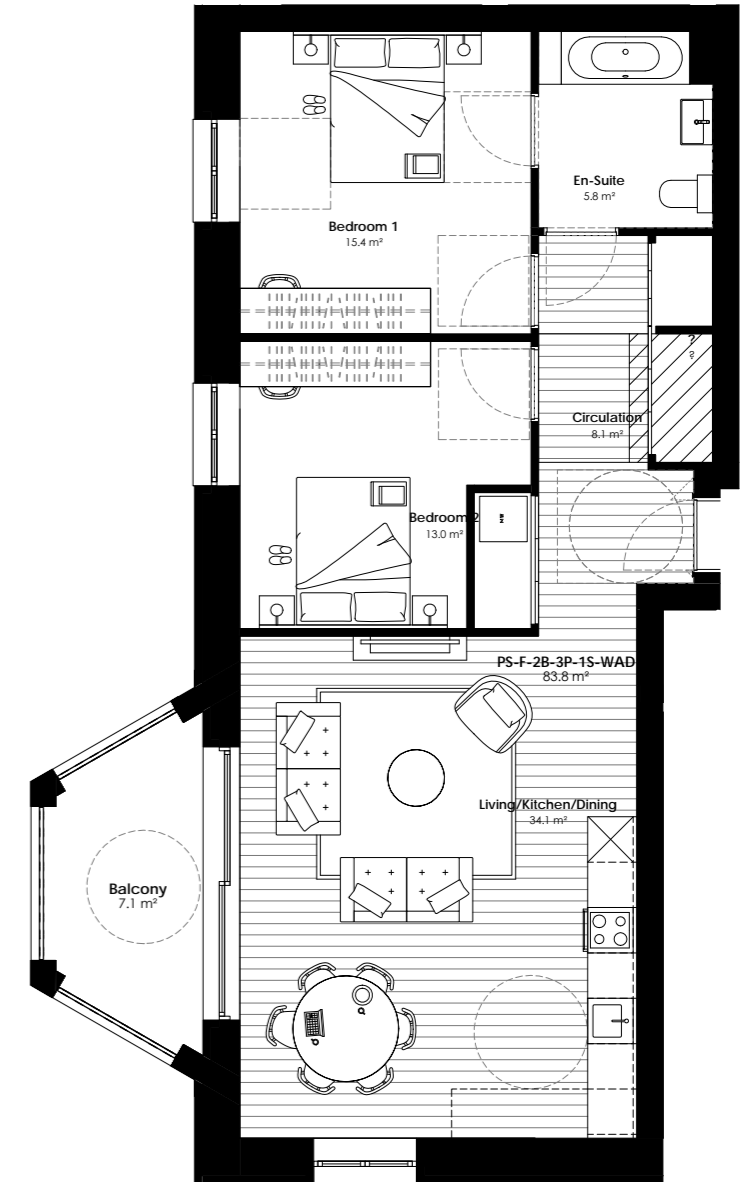 En-Suite
5.8 m²
Bedroom 1
15.4 m²
?
?
Circulation
8.1 m²
Bedroom 2
13.0 m²
PS-F-2B-3P-1S-WAD
83.8 m²
Living/Kitchen/Dining
34.1 m²
Balcony
7.1 m²